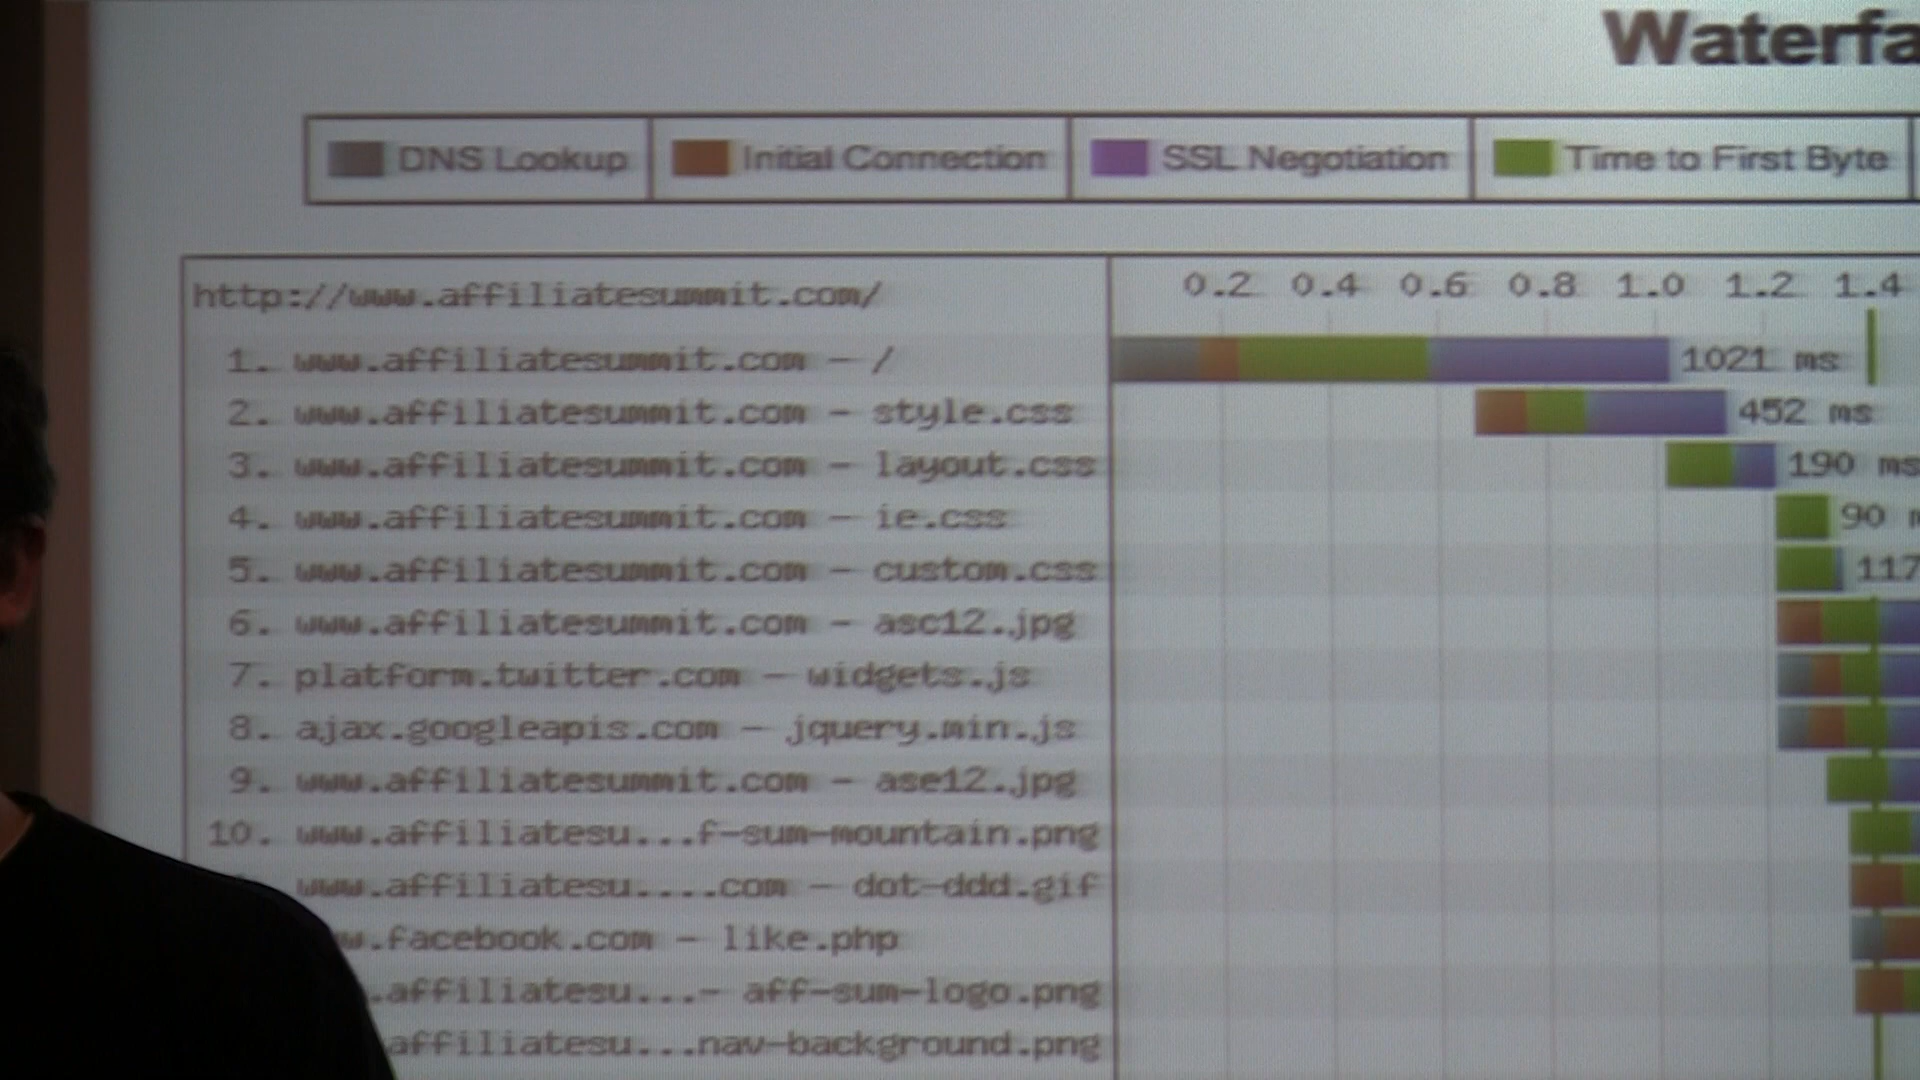 Waterfa
DNS Lookup Initial Connection SSL Negotiation Time to First Byte
http://www.affiliatesummit.com/ 0.2 0.4 0.6 0.8 1.0 1.2 1.4
1. www.affiliatesummit.com - / 1021 ms
2. www.affiliatesummit.com - style.css 452 ms
3. www.affiliatesummit.com - layout.css 190 ms
4. www.affiliatesummit.com - ie.css 90
5. www.affiliatesummit.com - custom.css 117
6. www.affiliatesummit.com - asc12.jpg
7. platform.twitter.com - widgets.js
8. ajax.googleapis.com - jquery.min.js
9. www.affiliatesummit.com - ase12.jpg
10. www.affiliatesu...f-sum-mountain.png
www.affiliatesu....com - dot-ddd.gif
w.facebook.com - like.php
.affiliatesu...- aff-sum-logo.png
affiliatesu...nav-background.png